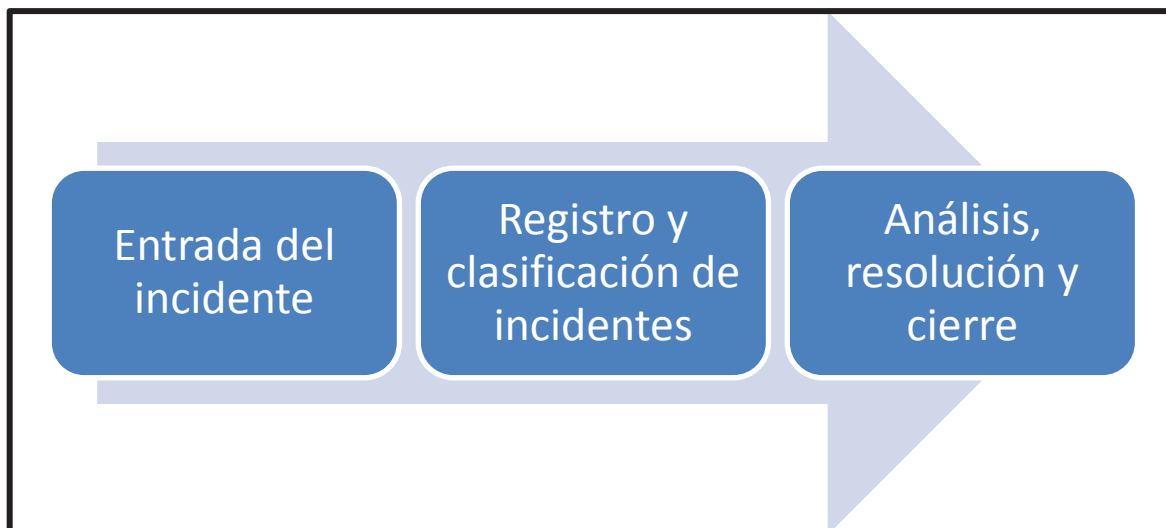 Entrada del
incidente
Registro y
clasificación de
incidentes
Análisis,
resolución y
cierre